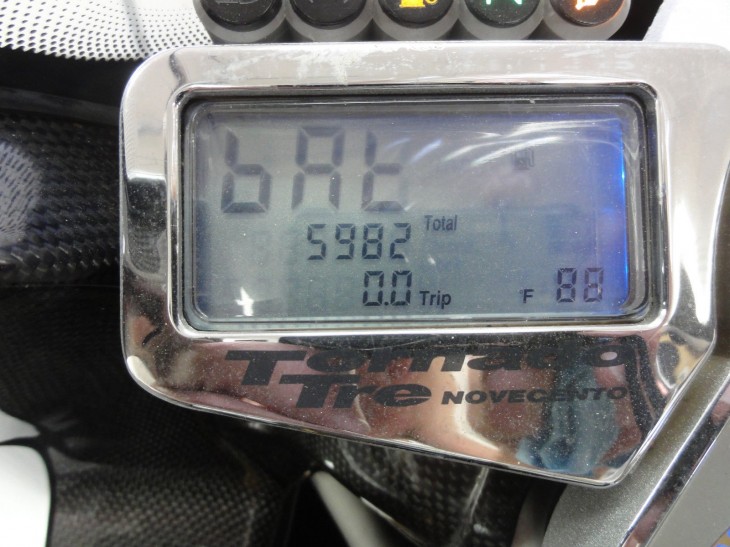 bAt
5982 Total
0.0 Trip F 88
Tornado
Tre NOVECENTO